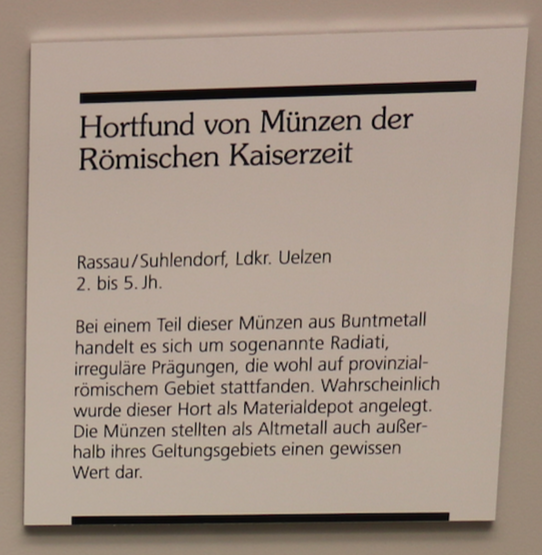 Hortfund von Münzen der
Römischen Kaiserzeit
Rassau/Suhlendorf, Ldkr. Uelzen
2. bis 5. Jh.
Bei einem Teil dieser Münzen aus Buntmetall
handelt es sich um sogenannte Radiati,
irreguläre Prägungen, die wohl auf provinzial-
römischem Gebiet stattfanden. Wahrscheinlich
wurde dieser Hort als Materialdepot angelegt.
Die Münzen stellten als Altmetall auch außer-
halb ihres Geltungsgebiets einen gewissen
Wert dar.